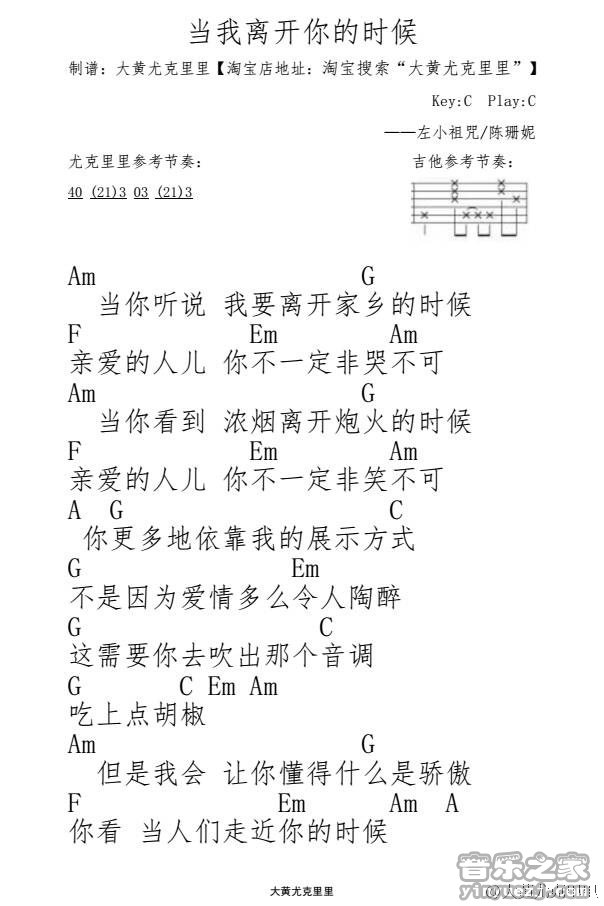 当我离开你的时候
制谱：大黄尤克里里【淘宝店地址：淘宝搜索“大黄尤克里里”】
Key:C Play:C
——左小祖咒/陈珊妮
尤克里里参考节奏： 吉他参考节奏：
40 (21)3 03 (21)3
Am G
当你听说 我要离开家乡的时候
F Em Am
亲爱的人儿 你不一定非哭不可
Am G
当你看到 浓烟离开炮火的时候
F Em Am
亲爱的人儿 你不一定非笑不可
A G C
你更多地依靠我的展示方式
G Em
不是因为爱情多么令人陶醉
G C
这需要你去吹出那个音调
G C Em Am
吃上点胡椒
Am G
但是我会 让你懂得什么是骄傲
F Em Am A
你看 当人们走近你的时候
大黄尤克里里
音乐之家